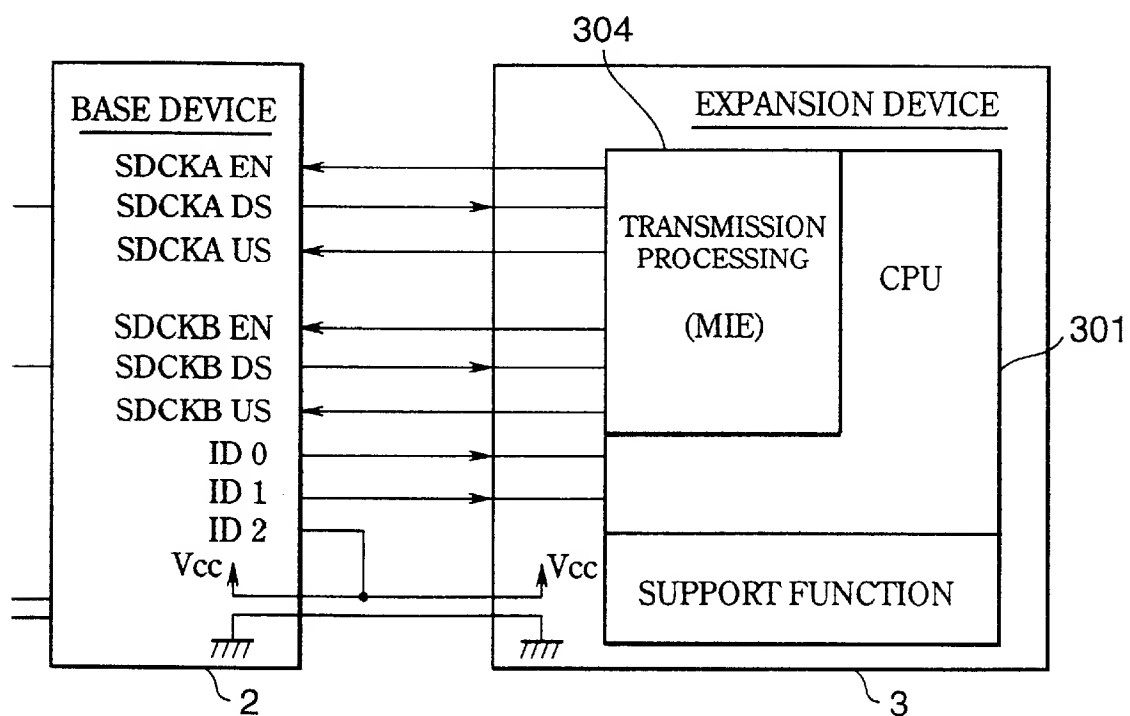 304
BASE DEVICE
EXPANSION DEVICE
SDCKA EN
SDCKA DS
SDCKA US
SDCKB EN
SDCKB DS
SDCKB US
ID 0
ID 1
ID 2
Vcc
Vcc
TRANSMISSION
PROCESSING
(MIE)
CPU
301
SUPPORT FUNCTION
2
3